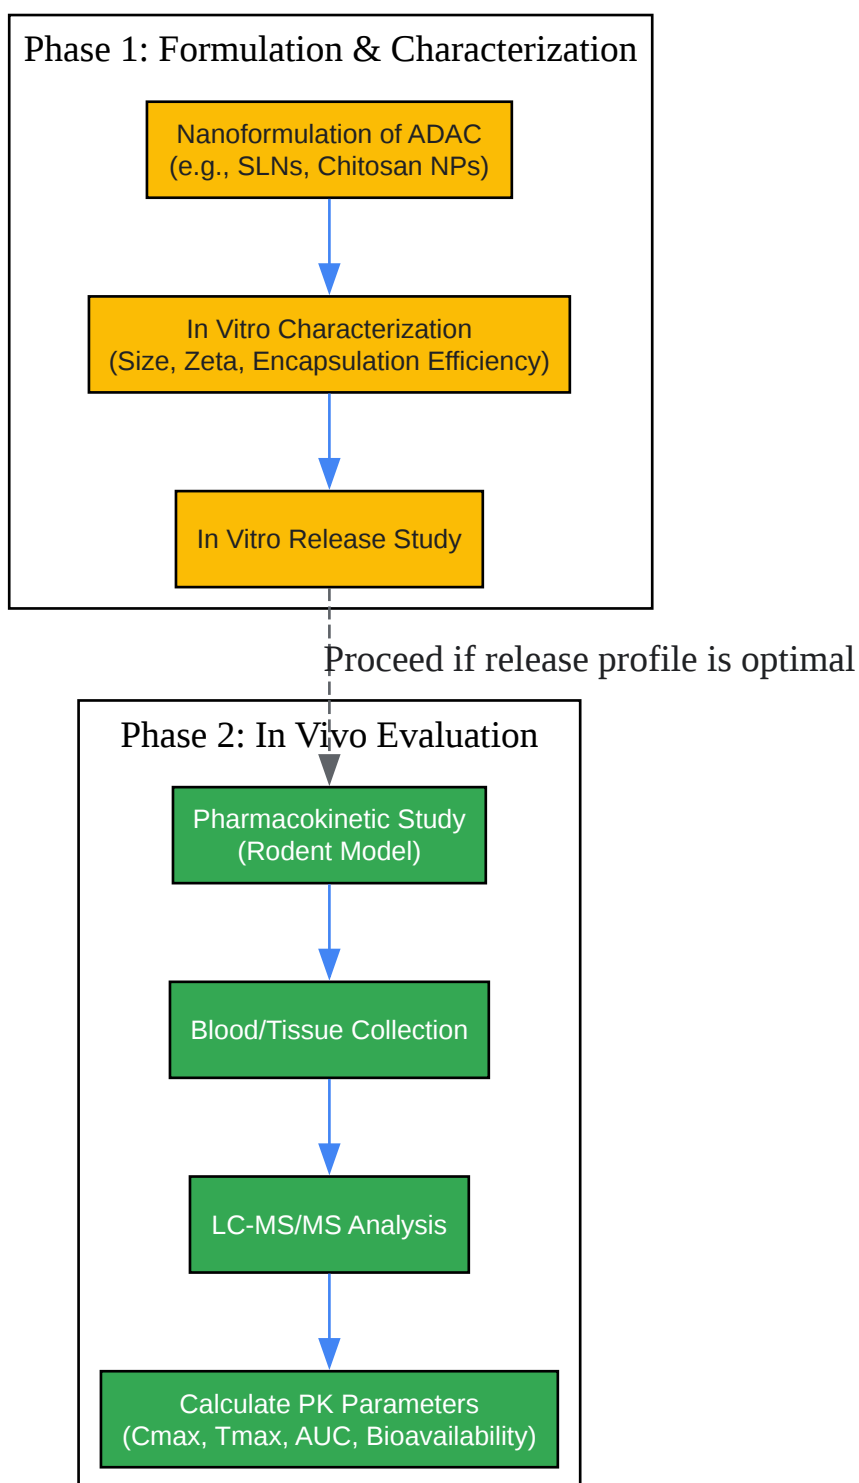 Phase 1: Formulation & Characterization
Nanoformulation of ADAC
(e.g., SLNs, Chitosan NPs)
In Vitro Characterization
(Size, Zeta, Encapsulation Efficiency)
In Vitro Release Study
Proceed if release profile is optimal
Phase 2: In Vivo Evaluation
Pharmacokinetic Study
(Rodent Model)
Blood/Tissue Collection
LC-MS/MS Analysis
Calculate PK Parameters
(Cmax, Tmax, AUC, Bioavailability)